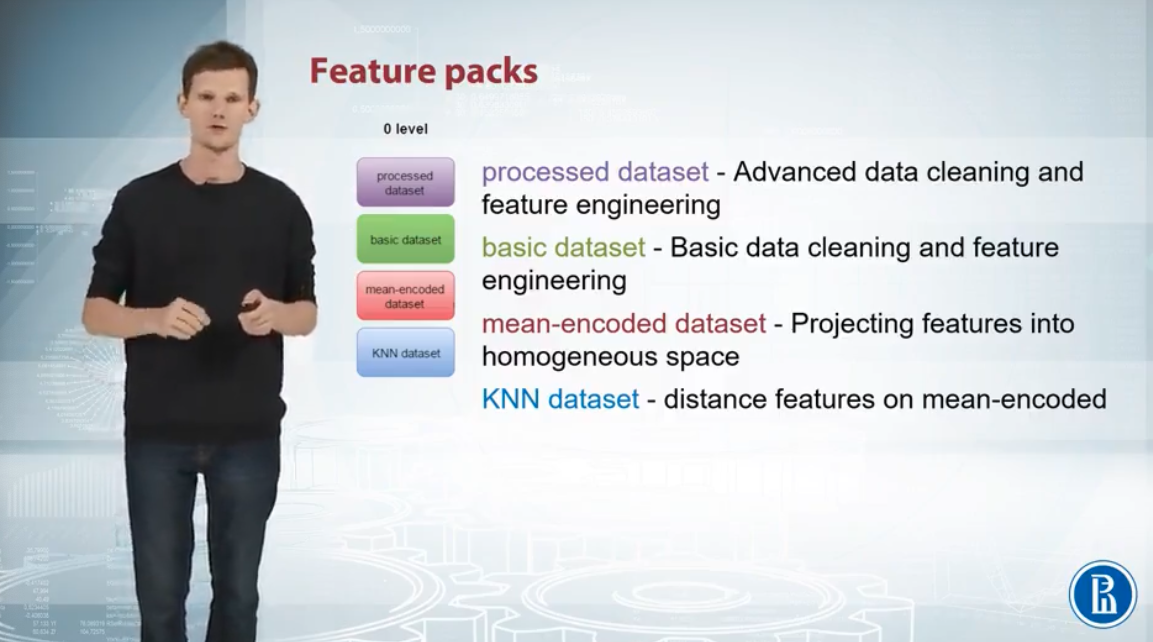 Feature packs
0 level
processed
dataset
basic dataset
mean-encoded
dataset
KNN dataset
processed dataset - Advanced data cleaning and
feature engineering
basic dataset - Basic data cleaning and feature
engineering
mean-encoded dataset - Projecting features into
homogeneous space
KNN dataset - distance features on mean-encoded